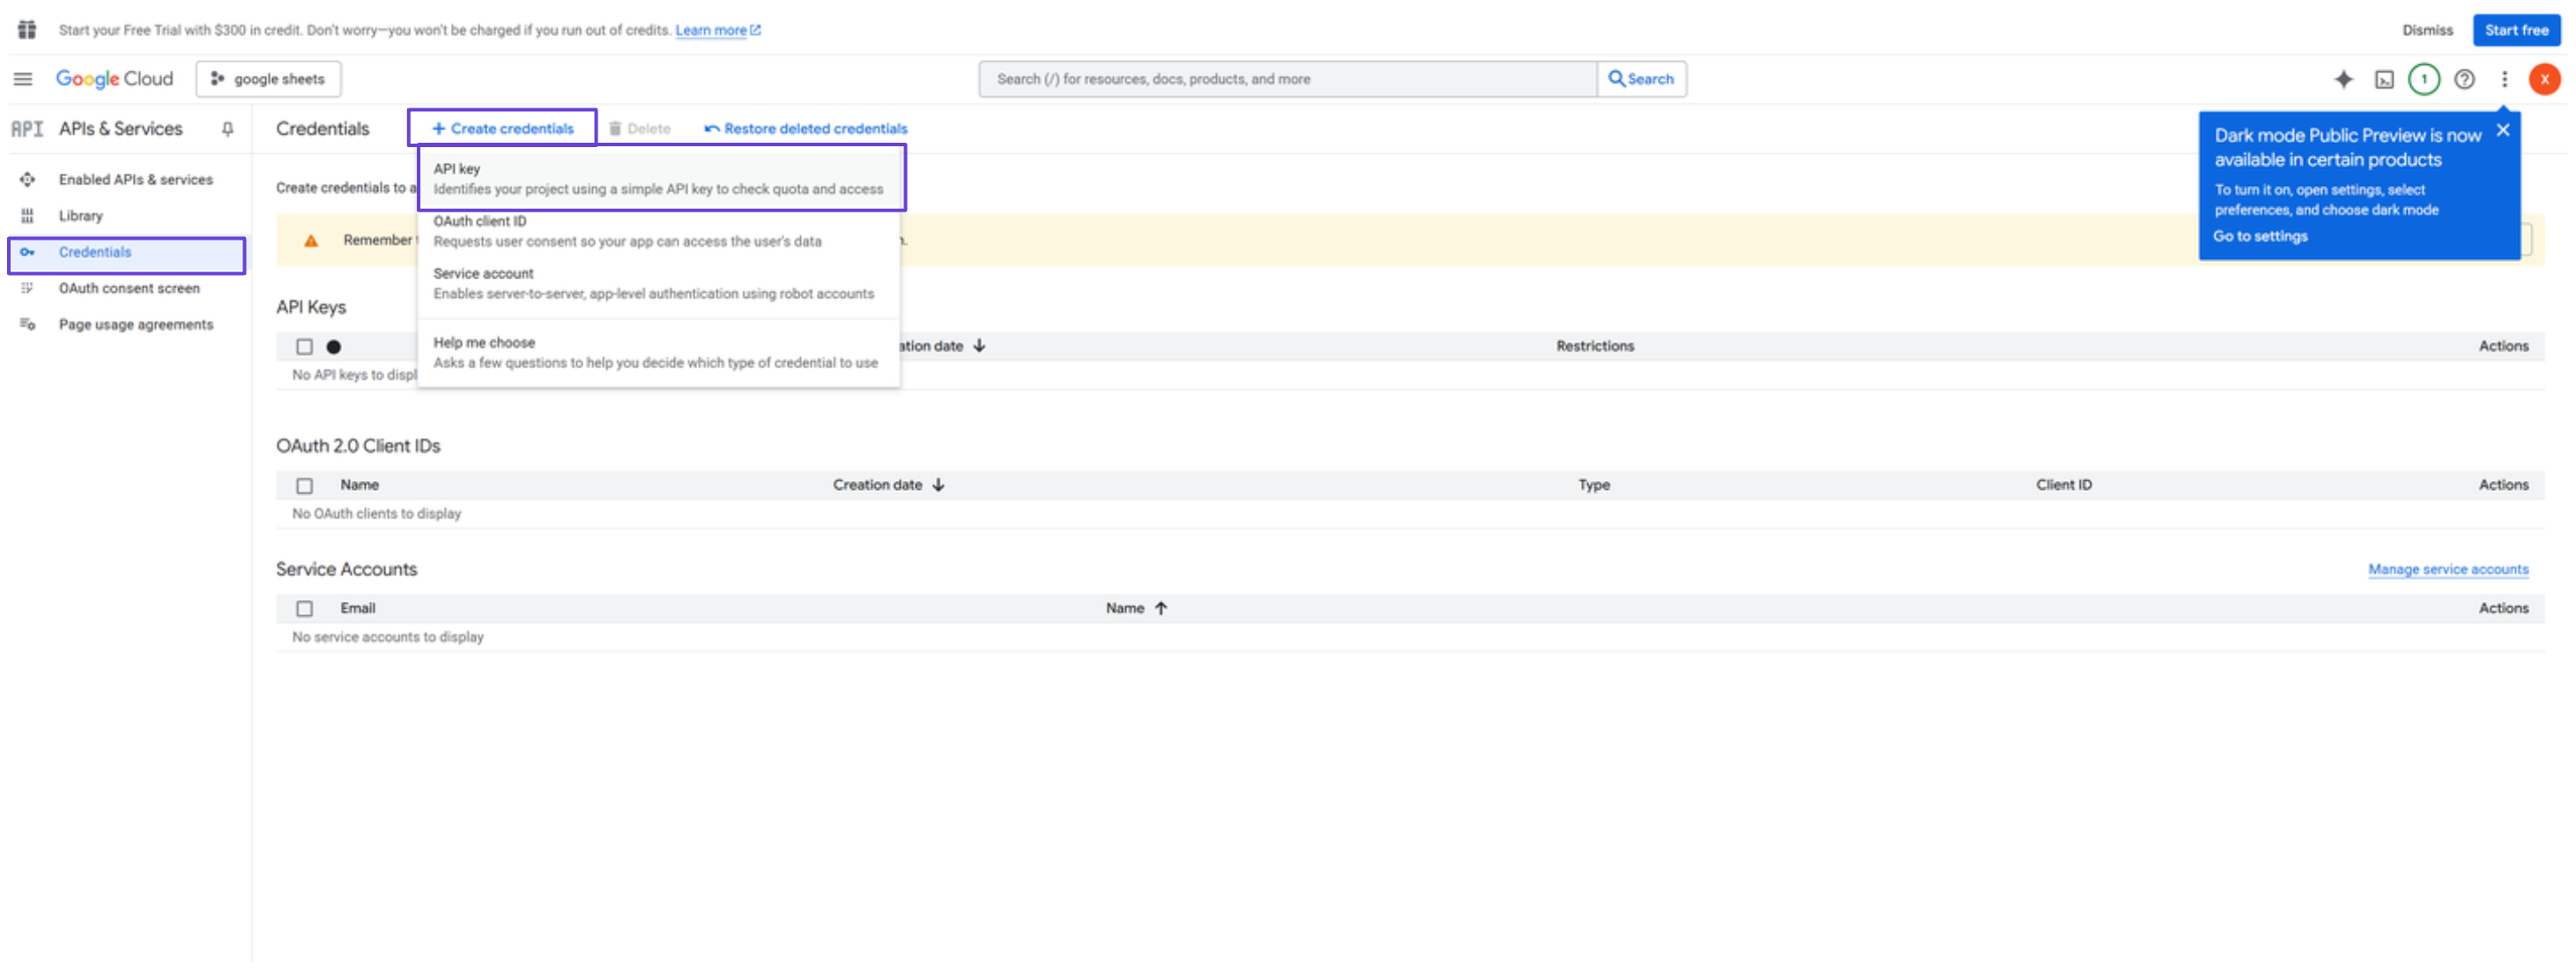 Start your Free Trial with $300 in credit. Don't worry—you won't be charged if you run out of credits. Learn more
Dismiss
Start free
Google Cloud
google sheets
Search (/) for resources, docs, products, and more
Search
1
X
API
APIs & Services
Credentials
+ Create credentials
Delete
Restore deleted credentials
Dark mode Public Preview is now
available in certain products
To turn it on, open settings, select
preferences, and choose dark mode
Go to settings
Enabled APIs & services
Library
Credentials
OAuth consent screen
Page usage agreements
Create credentials to a
API key
Identifies your project using a simple API key to check quota and access
OAuth client ID
Requests user consent so your app can access the user's data
Service account
Enables server-to-server, app-level authentication using robot accounts
Help me choose
Asks a few questions to help you decide which type of credential to use
Remember
API Keys
ation date
Restrictions
Actions
No API keys to displ
OAuth 2.0 Client IDs
Name
Creation date
Type
Client ID
Actions
No OAuth clients to display
Service Accounts
Manage service accounts
Email
Name
Actions
No service accounts to display